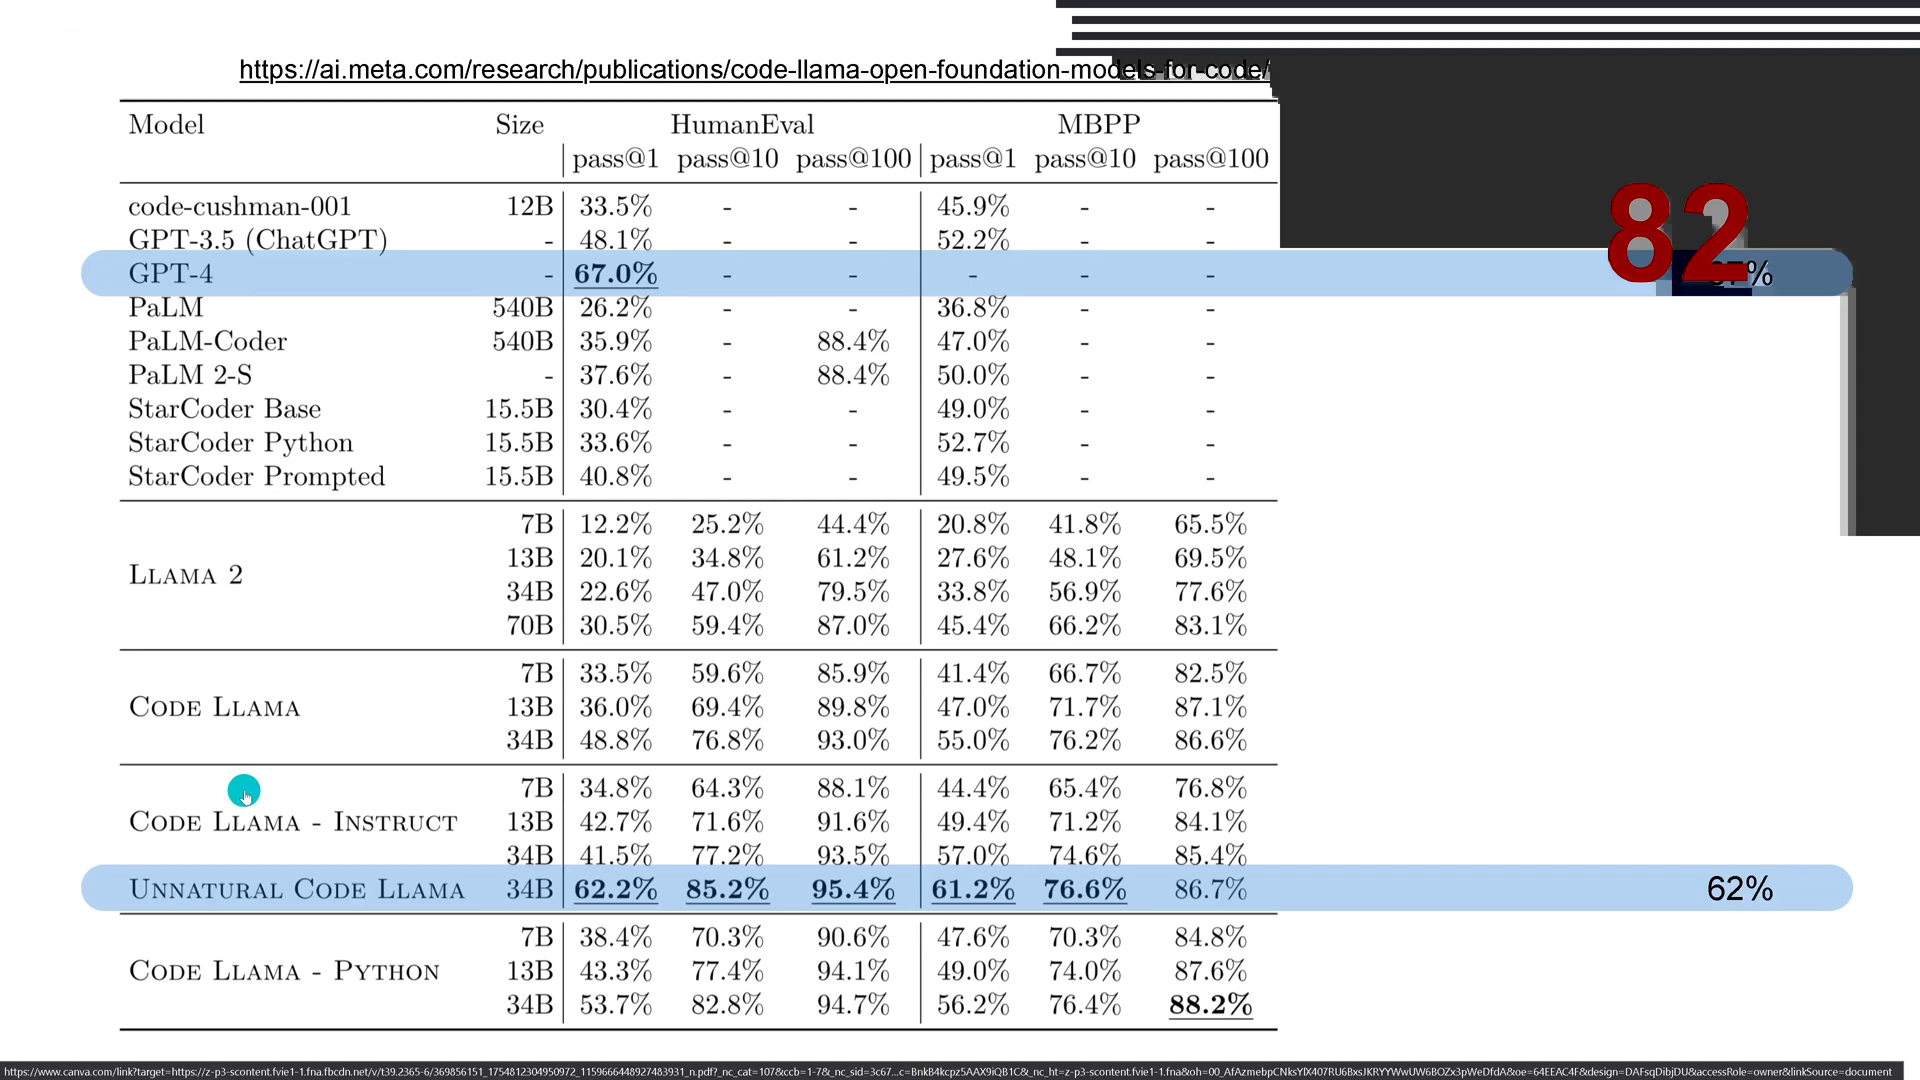 https://ai.meta.com/research/publications/code-llama-open-foundation-models-for-code/
Model Size HumanEval MBPP
pass@1 pass@10 pass@100 pass@1 pass@10 pass@100
code-cushman-001 12B 33.5% - - 45.9% - -
GPT-3.5 (ChatGPT) - 48.1% - - 52.2% - -
GPT-4 - 67.0% - - - - -
82
PaLM 540B 26.2% - - 36.8% - -
PaLM-Coder 540B 35.9% - 88.4% 47.0% - -
PaLM 2-S - 37.6% - 88.4% 50.0% - -
StarCoder Base 15.5B 30.4% - - 49.0% - -
StarCoder Python 15.5B 33.6% - - 52.7% - -
StarCoder Prompted 15.5B 40.8% - - 49.5% - -
LLAMA 2
7B 12.2% 25.2% 44.4% 20.8% 41.8% 65.5%
13B 20.1% 34.8% 61.2% 27.6% 48.1% 69.5%
34B 22.6% 47.0% 79.5% 33.8% 56.9% 77.6%
70B 30.5% 59.4% 87.0% 45.4% 66.2% 83.1%
CODE LLAMA
7B 33.5% 59.6% 85.9% 41.4% 66.7% 82.5%
13B 36.0% 69.4% 89.8% 47.0% 71.7% 87.1%
34B 48.8% 76.8% 93.0% 55.0% 76.2% 86.6%
CODE LLAMA - INSTRUCT
7B 34.8% 64.3% 88.1% 44.4% 65.4% 76.8%
13B 42.7% 71.6% 91.6% 49.4% 71.2% 84.1%
34B 41.5% 77.2% 93.5% 57.0% 74.6% 85.4%
UNNATURAL CODE LLAMA 34B 62.2% 85.2% 95.4% 61.2% 76.6% 86.7% 62%
CODE LLAMA - PYTHON
7B 38.4% 70.3% 90.6% 47.6% 70.3% 84.8%
13B 43.3% 77.4% 94.1% 49.0% 74.0% 87.6%
34B 53.7% 82.8% 94.7% 56.2% 76.4% 88.2%